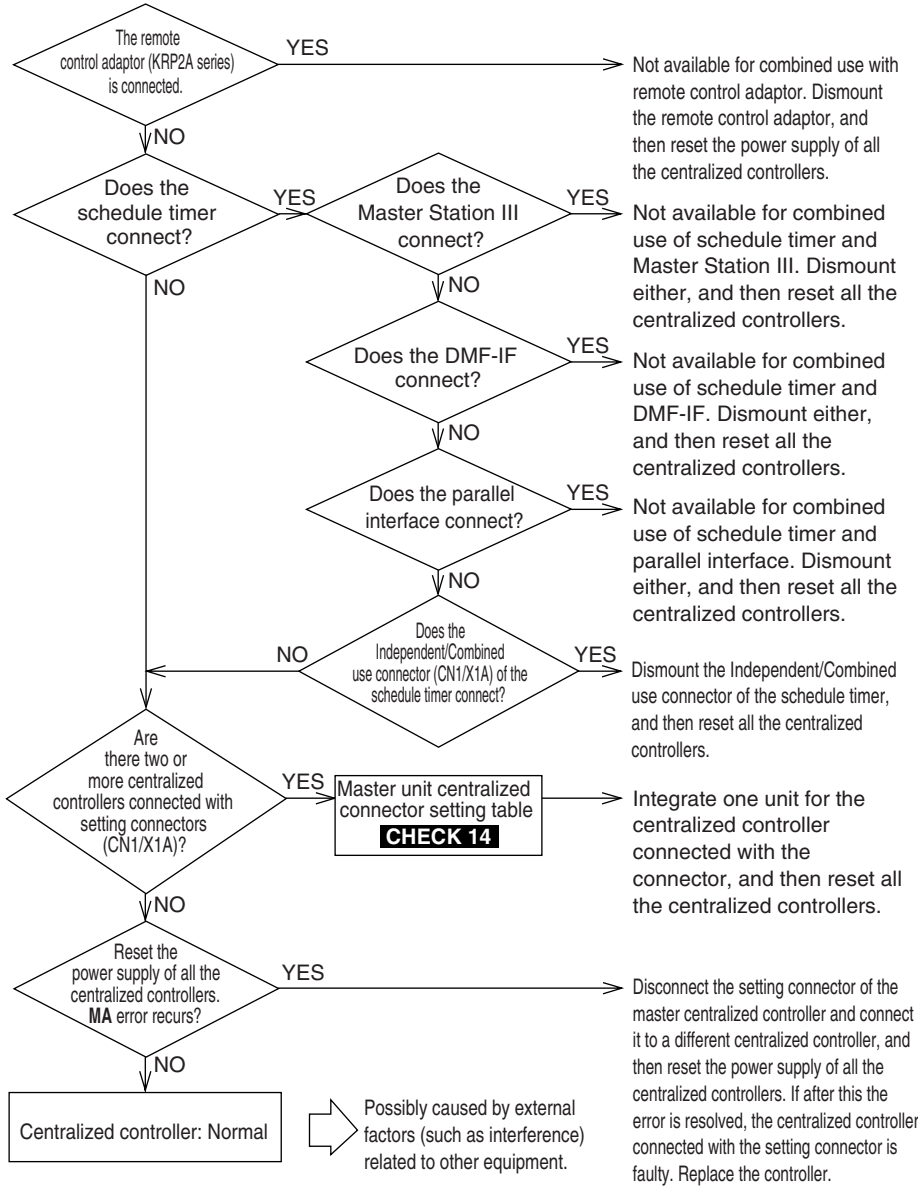 The remote
control adaptor (KRP2A series)
is connected.
YES
Not available for combined use with
remote control adaptor. Dismount
the remote control adaptor, and
then reset the power supply of all
the centralized controllers.
NO
Does the
schedule timer
connect?
YES
Does the
Master Station III
connect?
YES
Not available for combined
use of schedule timer and
Master Station III. Dismount
either, and then reset all the
centralized controllers.
NO
NO
Does the DMF-IF
connect?
YES
Not available for combined
use of schedule timer and
DMF-IF. Dismount either,
and then reset all the
centralized controllers.
NO
Does the parallel
interface connect?
YES
Not available for combined
use of schedule timer and
parallel interface. Dismount
either, and then reset all the
centralized controllers.
NO
Does the
Independent/Combined
use connector (CN1/X1A) of the
schedule timer connect?
NO
YES
Dismount the Independent/Combined
use connector of the schedule timer,
and then reset all the centralized
controllers.
Are
there two or
more centralized
controllers connected with
setting connectors
(CN1/X1A)?
YES
Master unit centralized
connector setting table
CHECK 14
Integrate one unit for the
centralized controller
connected with the
connector, and then reset all
the centralized controllers.
NO
Reset the
power supply of all the
centralized controllers.
MA error recurs?
YES
Disconnect the setting connector of the
master centralized controller and connect
it to a different centralized controller, and
then reset the power supply of all the
centralized controllers. If after this the
error is resolved, the centralized controller
connected with the setting connector is
faulty. Replace the controller.
NO
Centralized controller: Normal
Possibly caused by external
factors (such as interference)
related to other equipment.